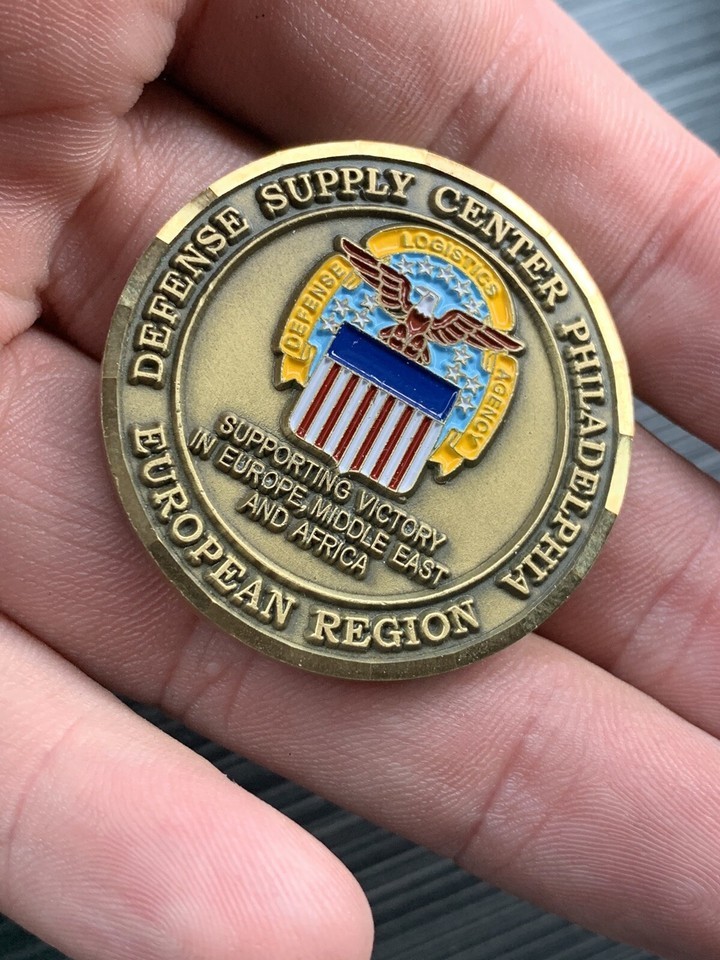 DEFENSE SUPPLY CENTER PHILADELPHIA
DEFENSE LOGISTICS AGENCY
SUPPORTING VICTORY
IN EUROPE, MIDDLE EAST
AND AFRICA
EUROPEAN REGION